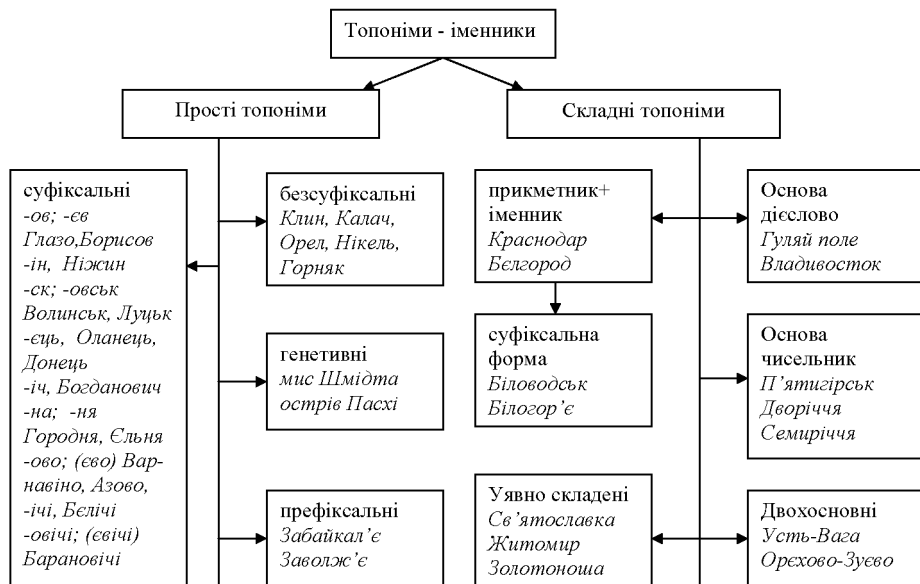 Топоніми - іменники
Прості топоніми
Складні топоніми
суфіксальні
-ов; -єв
Глазо,Борисов
-ін, Ніжин
-ск; -овськ
Волинськ, Луцьк
-єць, Оланець,
Донець
-іч, Богданович
-на; -ня
Городня, Єльня
-ово; (єво) Вар-
навіно, Азово,
-ічі, Бєлічі
-овічі; (євічі)
Барановічі
безсуфіксальні
Клин, Калач,
Орел, Нікель,
Горняк
генетивні
мис Шмідта
острів Пасхі
префіксальні
Забайкал’є
Заволж’є
прикметник+
іменник
Краснодар
Бєлгород
суфіксальна
форма
Біловодськ
Білогор’є
Уявно складені
Св’ятославка
Житомир
Золотоноша
Основа
дієслово
Гуляй поле
Владивосток
Основа
чисельник
П’ятигірськ
Дворіччя
Семиріччя
Двохосновні
Усть-Вага
Орєхово-Зуєво